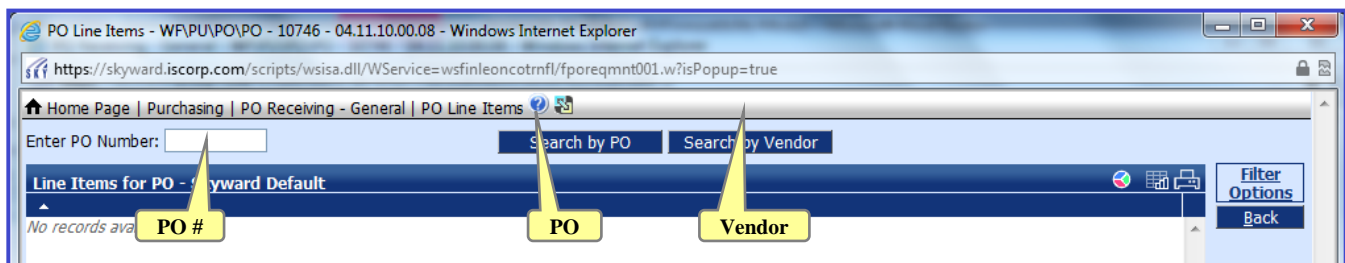 PO Line Items - WF\PU\PO\PO - 10746 - 04.11.10.00.08 - Windows Internet Explorer
https://skyward.iscorp.com/scripts/wsisa.dll/WService=wsfinleoncotrnfl/fporeqmnt001.w?isPopup=true
Home Page | Purchasing | PO Receiving - General | PO Line Items
Enter PO Number: Search by PO Search by Vendor
Line Items for PO - Skyward Default
Filter Options
No records ava
PO # PO Vendor
Back